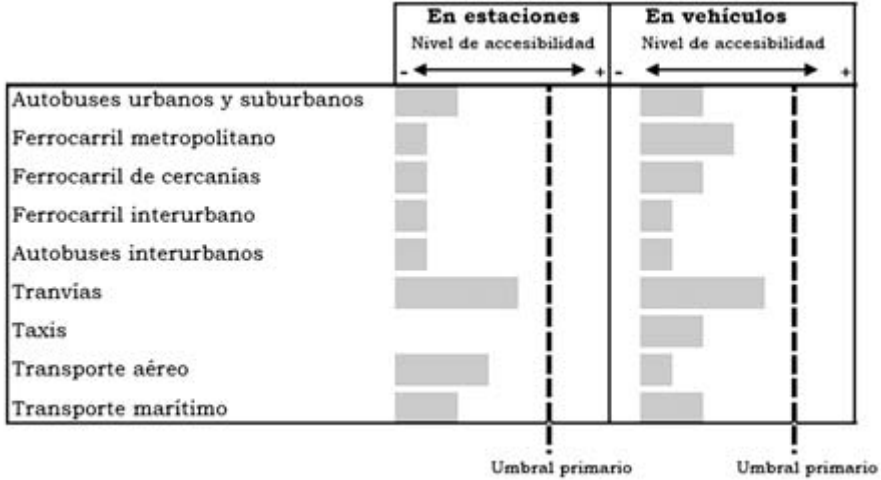 En estaciones En vehículos
Nivel de accesibilidad Nivel de accesibilidad
- + - +
Autobuses urbanos y suburbanos
Ferrocarril metropolitano
Ferrocarril de cercanías
Ferrocarril interurbano
Autobuses interurbanos
Tranvías
Taxis
Transporte aéreo
Transporte marítimo
Umbral primario Umbral primario